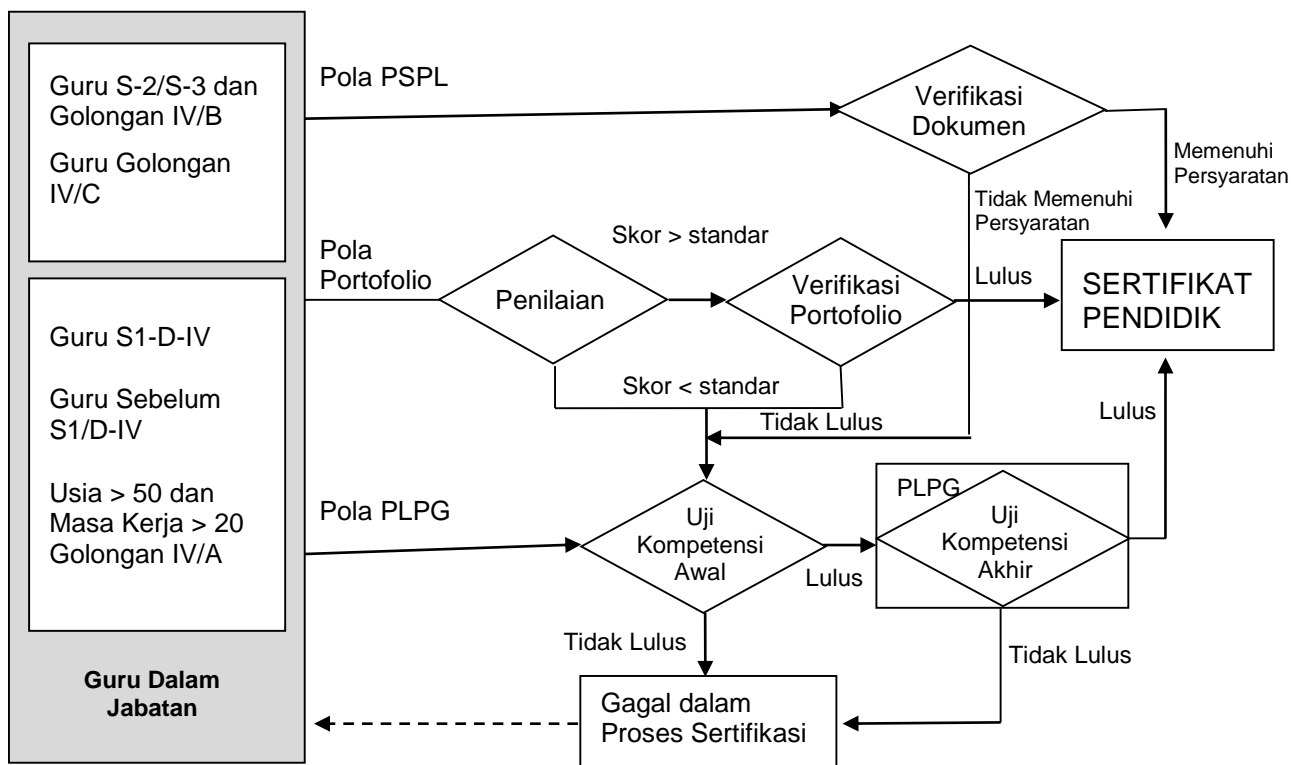 Guru S-2/S-3 dan
Golongan IV/B
Guru Golongan
IV/C
Guru S1-D-IV
Guru Sebelum
S1/D-IV
Usia > 50 dan
Masa Kerja > 20
Golongan IV/A
Guru Dalam
Jabatan
Pola PSPL
Verifikasi
Dokumen
Memenuhi
Persyaratan
Tidak Memenuhi
Persyaratan
Pola
Portofolio
Penilaian
Skor > standar
Verifikasi
Portofolio
Lulus
SERTIFIKAT
PENDIDIK
Skor < standar
Tidak Lulus
Lulus
Pola PLPG
Uji
Kompetensi
Awal
Lulus
PLPG
Uji
Kompetensi
Akhir
Tidak Lulus
Tidak Lulus
Gagal dalam
Proses Sertifikasi